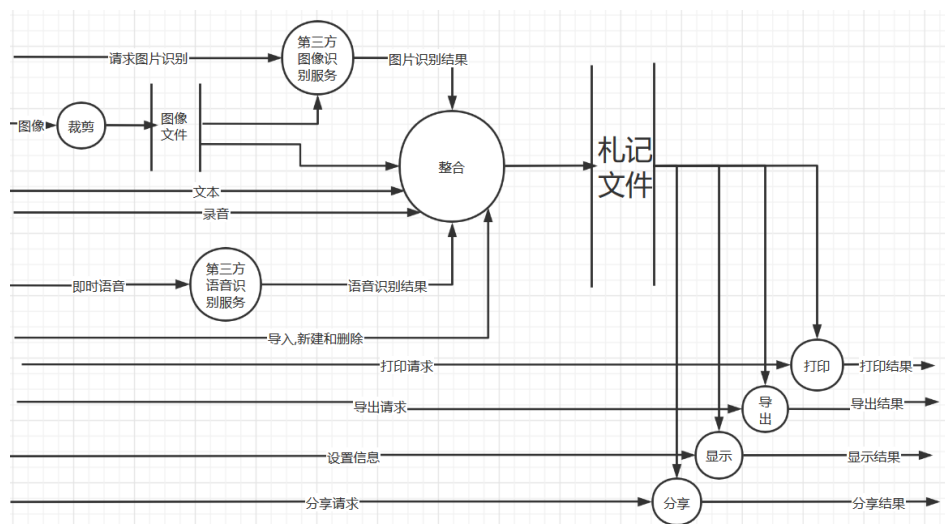 第三方
图像识
别服务
请求图片识别
图片识别结果
图像
裁剪
图像
文件
整合
札记
文件
文本
录音
第三方
语音识
别服务
即时语音
语音识别结果
导入,新建和删除
打印请求
打印
打印结果
导出请求
导
出
导出结果
设置信息
显示
显示结果
分享请求
分享
分享结果